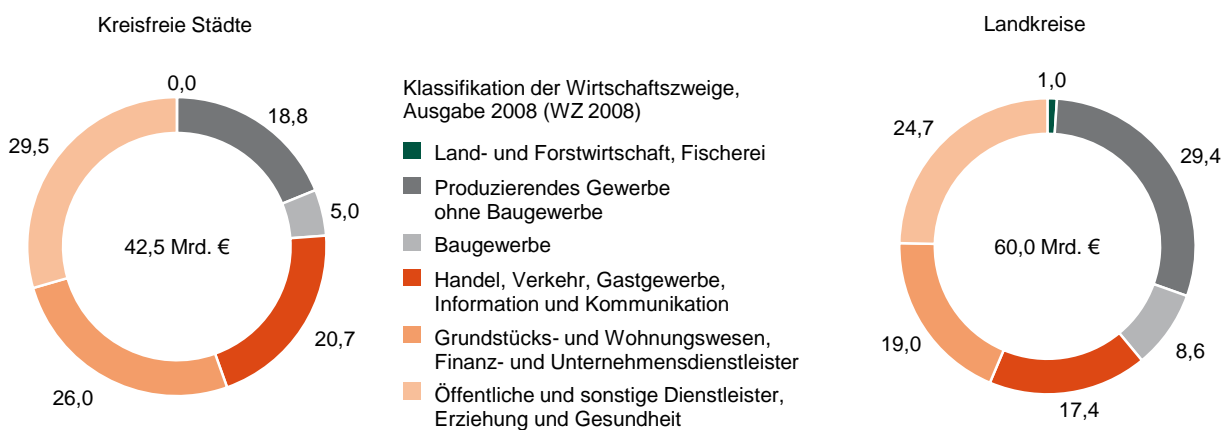 Kreisfreie Städte
0,0
18,8
5,0
20,7
26,0
29,5
42,5 Mrd. €
Klassifikation der Wirtschaftszweige,
Ausgabe 2008 (WZ 2008)
Land- und Forstwirtschaft, Fischerei
Produzierendes Gewerbe
ohne Baugewerbe
Baugewerbe
Handel, Verkehr, Gastgewerbe,
Information und Kommunikation
Grundstücks- und Wohnungswesen,
Finanz- und Unternehmensdienstleister
Öffentliche und sonstige Dienstleister,
Erziehung und Gesundheit
Landkreise
1,0
29,4
8,6
17,4
19,0
24,7
60,0 Mrd. €